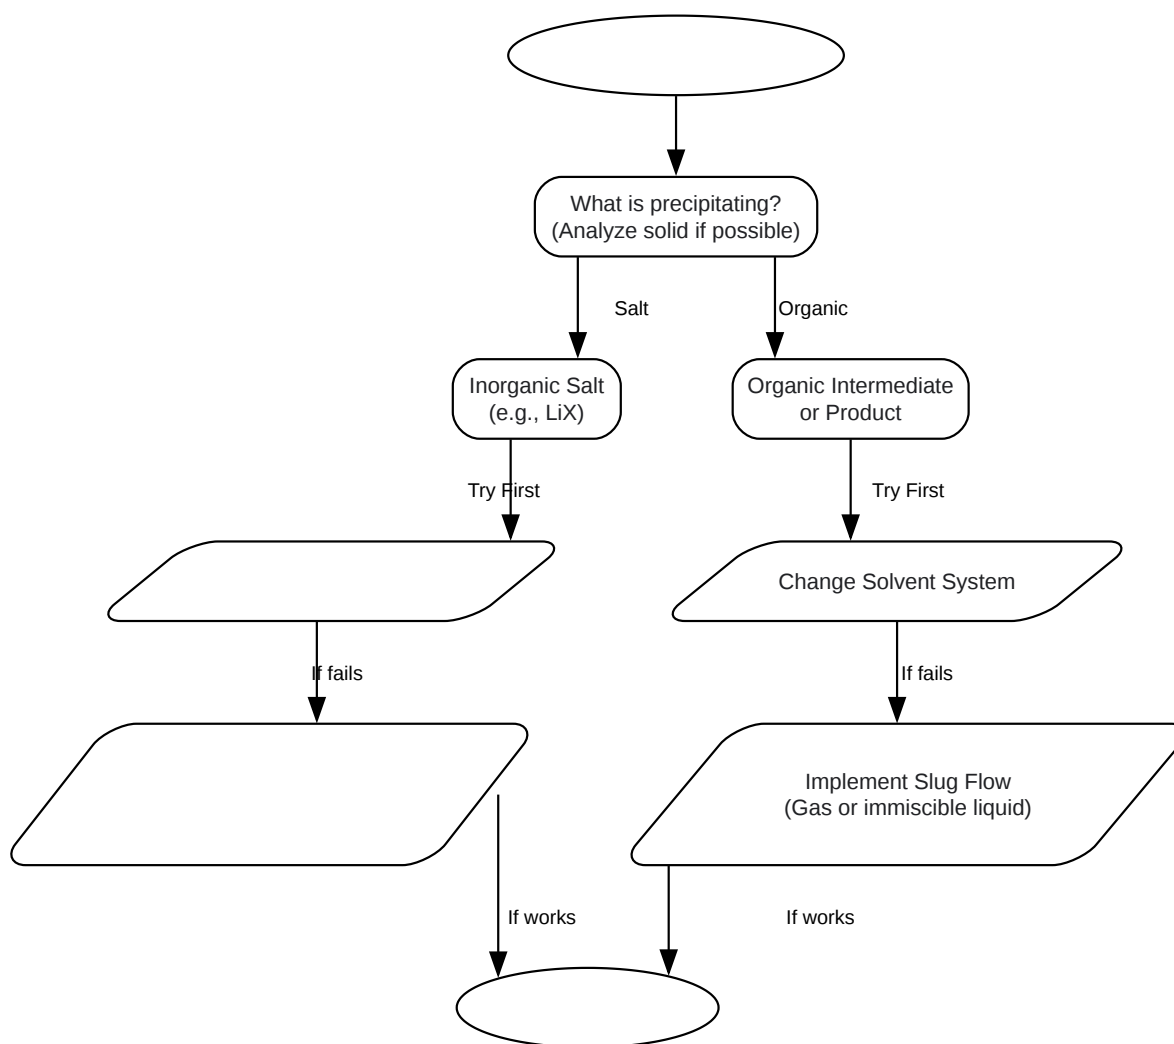 What is precipitating?
(Analyze solid if possible)
Salt
Organic
Inorganic Salt
(e.g., LiX)
Organic Intermediate
or Product
Try First
Try First
Change Solvent System
If fails
If fails
Implement Slug Flow
(Gas or immiscible liquid)
If works
If works